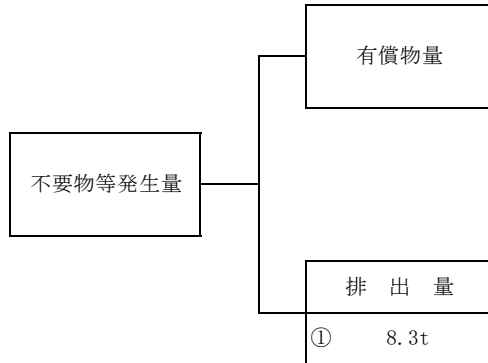 有償物量
不要物等発生量
排 出 量
① 8.3t